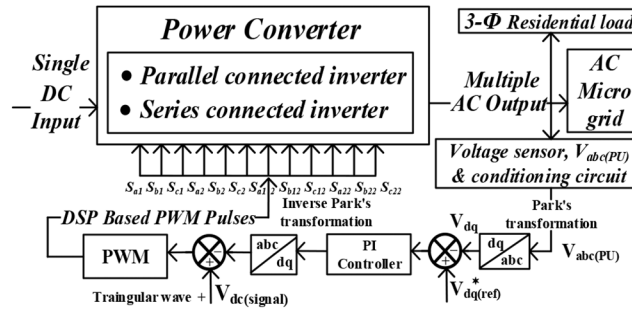 Power Converter
• Parallel connected inverter
• Series connected inverter
Single
DC
Input
Multiple
AC Output
3-Φ Residential load
AC
Micro
grid
Voltage sensor, Vabc(PU)
& conditioning circuit
Sa1 Sb1 Sc1 Sa2 Sb2 Sc2 Sa112 Sb12 Sc12 Sa22 Sb22 Sc22
Inverse Park's
transformation
DSP Based PWM Pulses
Park's
transformation
PWM
abc
dq
PI
Controller
Vdq
dq
abc
Vabc(PU)
Traingular wave + Vdc(signal)
V*dq(ref)